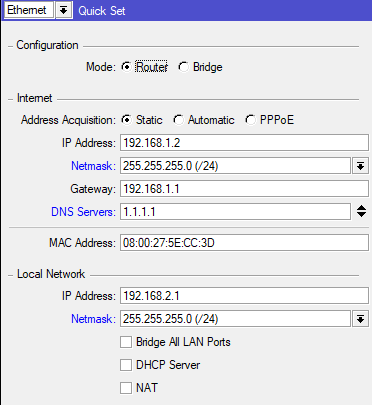 Ethernet Quick Set
Configuration
Mode: Router Bridge
Internet
Address Acquisition: Static Automatic PPPoE
IP Address: 192.168.1.2
Netmask: 255.255.255.0 (/24)
Gateway: 192.168.1.1
DNS Servers: 1.1.1.1
MAC Address: 08:00:27:5E:CC:3D
Local Network
IP Address: 192.168.2.1
Netmask: 255.255.255.0 (/24)
Bridge All LAN Ports
DHCP Server
NAT